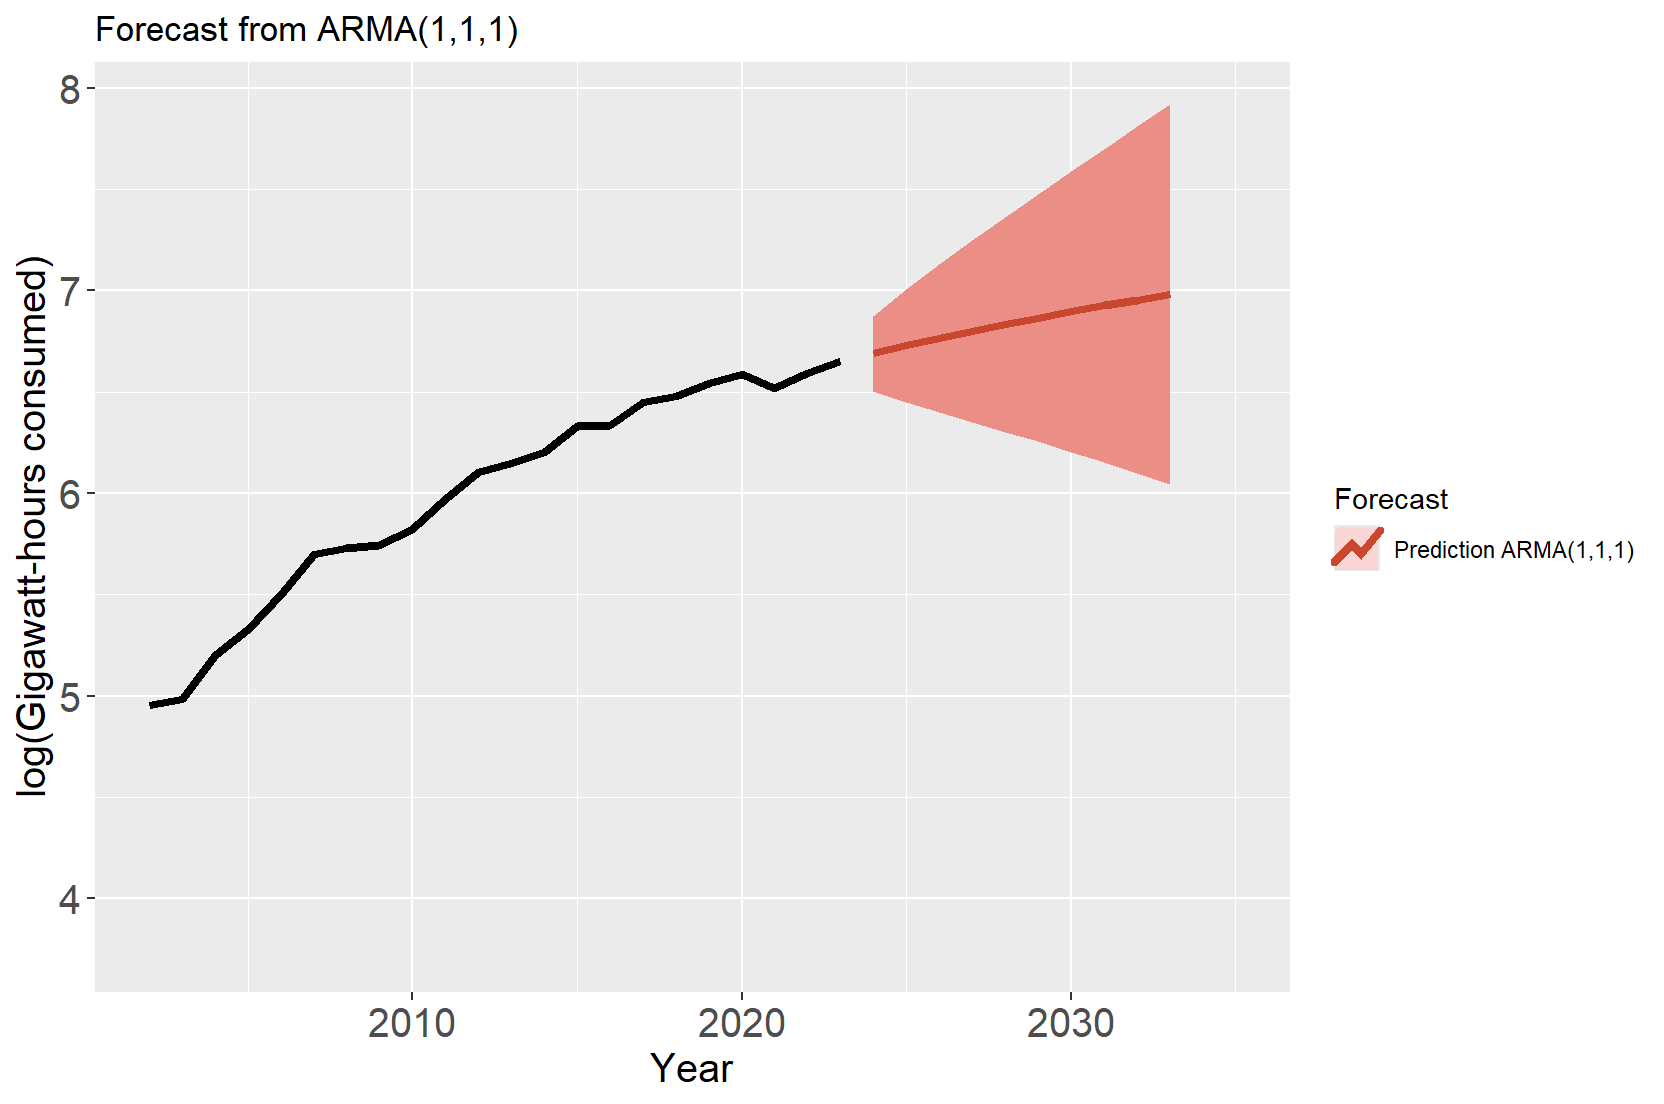 Forecast from ARMA(1,1,1)
8
7
6
5
4
log(Gigawatt-hours consumed)
2010 2020 2030
Year
Forecast
Prediction ARMA(1,1,1)